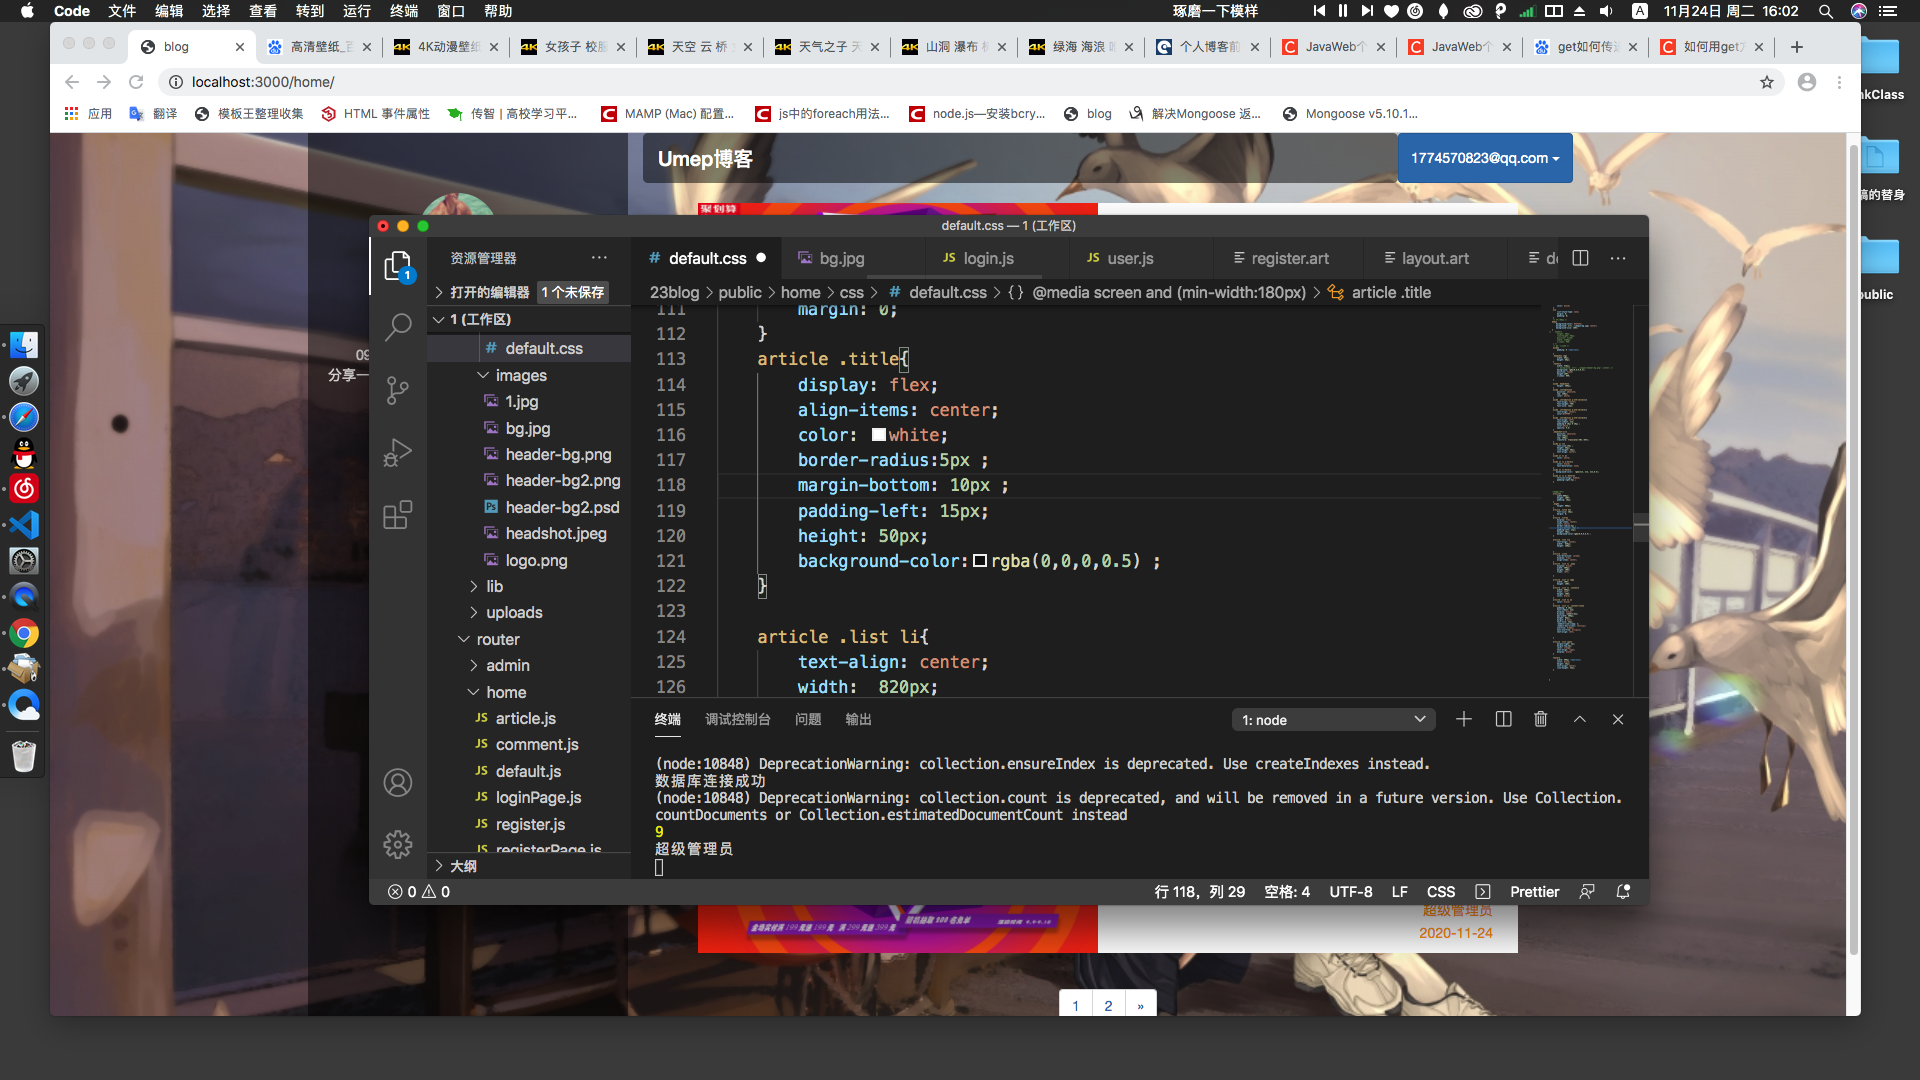 Code 文件 编辑 选择 查看 转到 运行 终端 窗口 帮助 琢磨一下模样 A 11月24日 周二 16:02
blog 高清壁纸_百 4K动漫壁纸 女孩子 校服 天空 云 桥 天气之子 天 山洞 瀑布 绿海 海浪 个人博客前 JavaWeb个 JavaWeb个 get如何传 如何用get方
localhost:3000/home/
应用 翻译 模板王整理收集 HTML 事件属性 传智 | 高校学习平... MAMP (Mac) 配置... js中的foreach用法... node.js—安装bcry... blog 解决Mongoose 返... Mongoose v5.10.1...
nkClass
Umep博客
1774570823@qq.com
的替身
public
聚划算
default.css — 1 (工作区)
资源管理器
default.css
bg.jpg
login.js
user.js
register.art
layout.art
打开的编辑器 1 个未保存
23blog > public > home > css > # default.css > {} @media screen and (min-width:180px) > article .title
1 (工作区)
default.css
images
1.jpg
bg.jpg
header-bg.png
header-bg2.png
header-bg2.psd
headshot.jpeg
logo.png
lib
uploads
router
admin
home
article.js
comment.js
default.js
loginPage.js
register.js
registerPage.js
大纲
09
分享一
111 margin: 0;
112 }
113 article .title{
114 display: flex;
115 align-items: center;
116 color: white;
117 border-radius:5px ;
118 margin-bottom: 10px ;
119 padding-left: 15px;
120 height: 50px;
121 background-color: rgba(0,0,0,0.5) ;
122 }
123
124 article .list li{
125 text-align: center;
126 width: 820px;
终端 调试控制台 问题 输出 1: node
(node:10848) DeprecationWarning: collection.ensureIndex is deprecated. Use createIndexes instead.
数据库连接成功
(node:10848) DeprecationWarning: collection.count is deprecated, and will be removed in a future version. Use Collection.
countDocuments or Collection.estimatedDocumentCount instead
9
超级管理员
0 0 行 118，列 29 空格: 4 UTF-8 LF CSS Prettier
超级管理员
2020-11-24
1 2 »